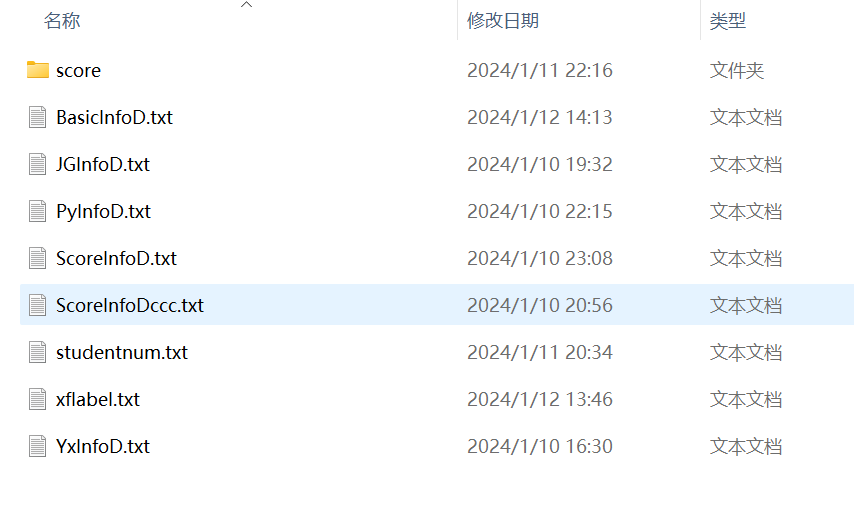 名称 修改日期 类型
score 2024/1/11 22:16 文件夹
BasicInfoD.txt 2024/1/12 14:13 文本文档
JGInfoD.txt 2024/1/10 19:32 文本文档
PyInfoD.txt 2024/1/10 22:15 文本文档
ScoreInfoD.txt 2024/1/10 23:08 文本文档
ScoreInfoDccc.txt 2024/1/10 20:56 文本文档
studentnum.txt 2024/1/11 20:34 文本文档
xflabel.txt 2024/1/12 13:46 文本文档
YxInfoD.txt 2024/1/10 16:30 文本文档